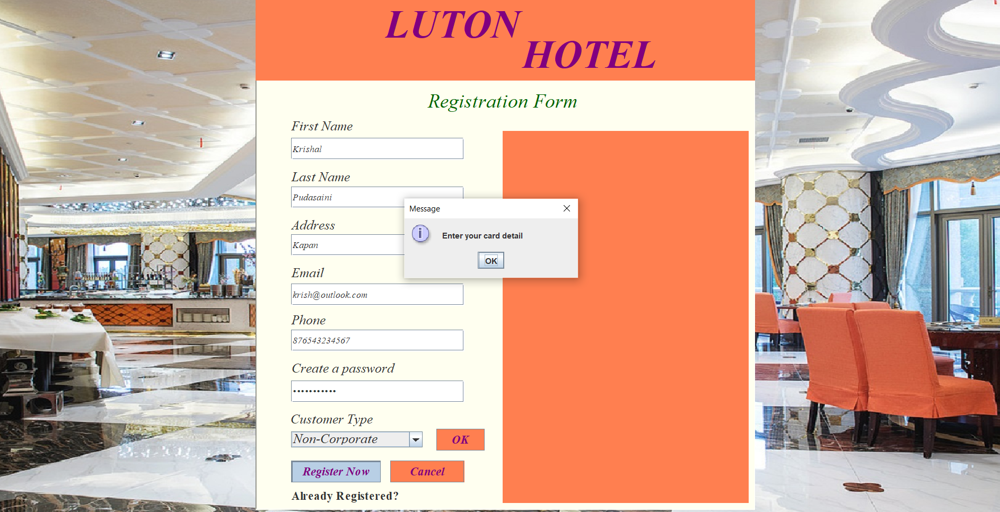 LUTON
HOTEL
Registration Form
First Name
Krishal
Last Name
Pudasaini
Address
Kapan
Email
krish@outlook.com
Phone
876543234567
Create a password
•••••••••••
Customer Type
Non-Corporate
OK
Register Now
Cancel
Already Registered?
Message
Enter your card detail
OK